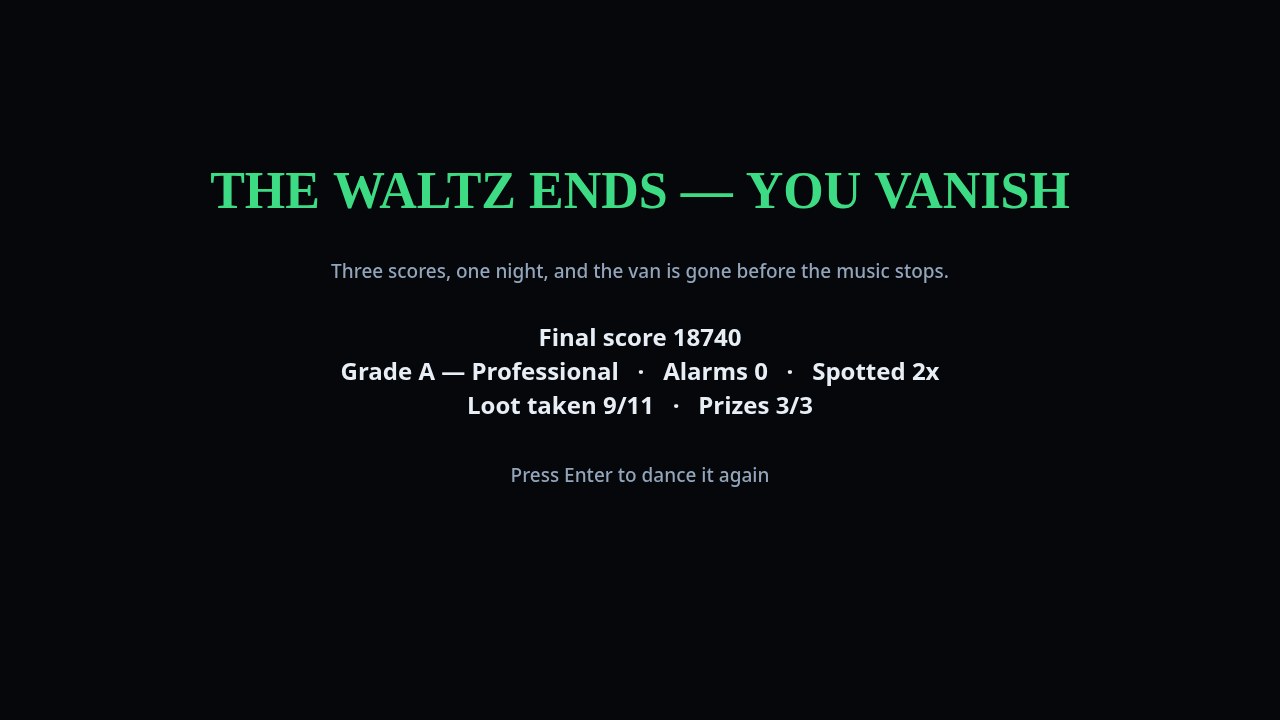 THE WALTZ ENDS — YOU VANISH
Three scores, one night, and the van is gone before the music stops.
Final score 18740
Grade A — Professional · Alarms 0 · Spotted 2x
Loot taken 9/11 · Prizes 3/3
Press Enter to dance it again